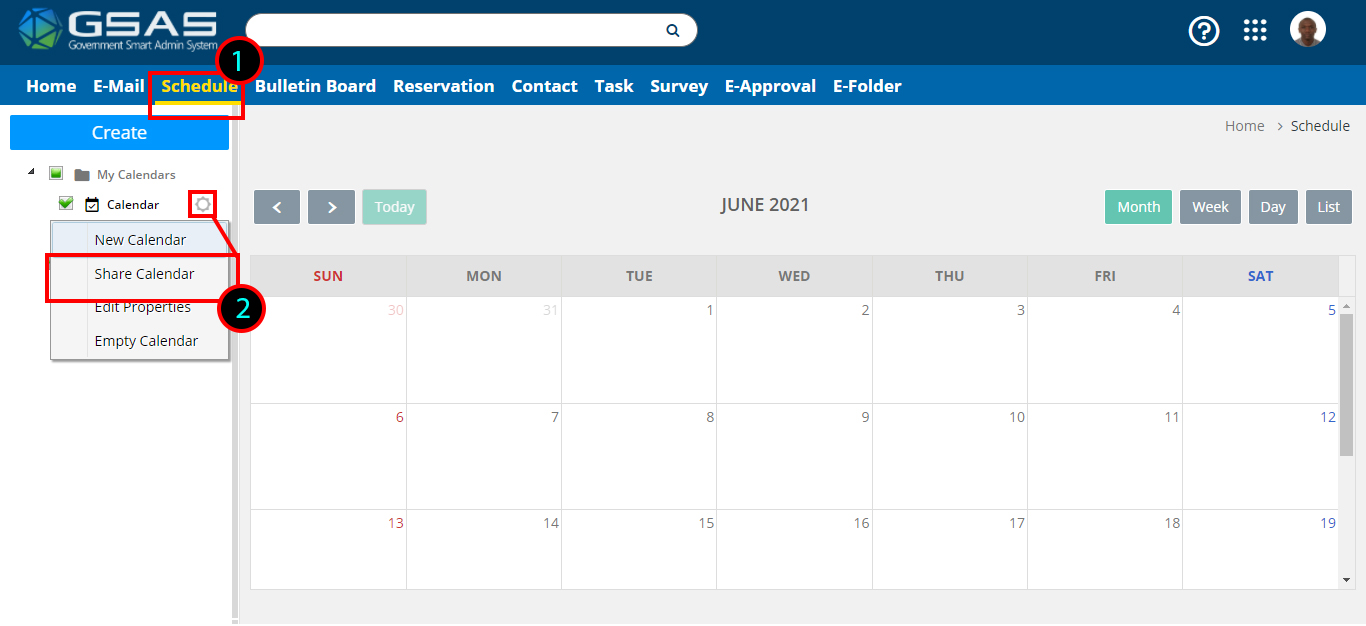 GSAS
Government Smart Admin System
1
Home E-Mail Schedule Bulletin Board Reservation Contact Task Survey E-Approval E-Folder
Create
Home > Schedule
My Calendars
Calendar
New Calendar
Share Calendar
2
Edit Properties
Empty Calendar
< > Today
JUNE 2021
Month Week Day List
SUN MON TUE WED THU FRI SAT
30 31 1 2 3 4 5
6 7 8 9 10 11 12
13 14 15 16 17 18 19